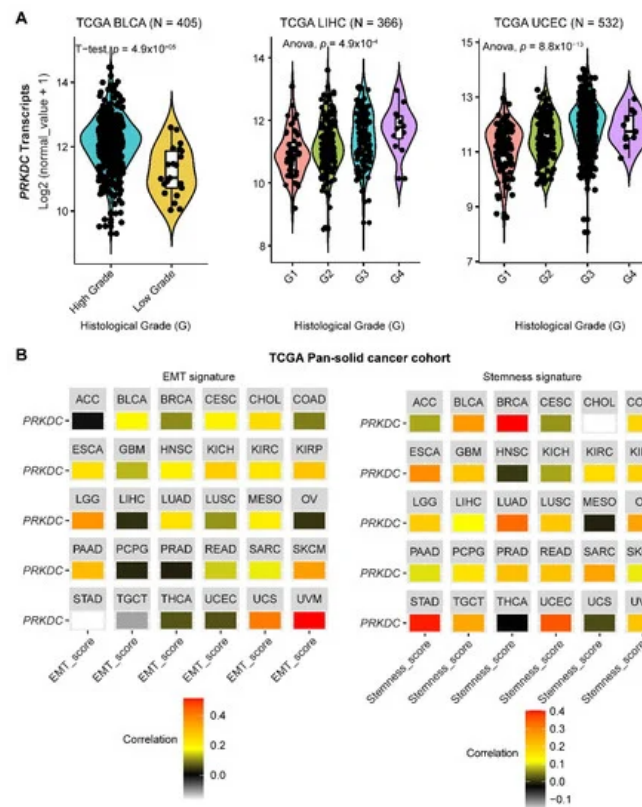 A
TCGA BLCA (N = 405)
TCGA LIHC (N = 366)
TCGA UCEC (N = 532)
T-test, p = 4.9x10⁻⁰⁵
Anova, p = 4.9x10⁻⁴
Anova, p = 8.8x10⁻¹³
PRKDC Transcripts
Log2 (normal_value + 1)
14
12
10
14
12
10
8
15
13
11
9
7
High Grade
Low Grade
G1
G2
G3
G4
G1
G2
G3
G4
Histological Grade (G)
Histological Grade (G)
Histological Grade (G)
B
TCGA Pan-solid cancer cohort
EMT signature
ACC BLCA BRCA CESC CHOL COAD
PRKDC
ESCA GBM HNSC KICH KIRC KIRP
PRKDC
LGG LIHC LUAD LUSC MESO OV
PRKDC
PAAD PCPG PRAD READ SARC SKCM
PRKDC
STAD TGCT THCA UCEC UCS UVM
PRKDC
EMT_score EMT_score EMT_score EMT_score EMT_score EMT_score
Correlation
0.4
0.2
0.0
Stemness signature
ACC BLCA BRCA CESC CHOL CO
PRKDC
ESCA GBM HNSC KICH KIRC KI
PRKDC
LGG LIHC LUAD LUSC MESO
PRKDC
PAAD PCPG PRAD READ SARC SK
PRKDC
STAD TGCT THCA UCEC UCS UV
PRKDC
Stemness_score Stemness_score Stemness_score Stemness_score Stemness_score Stemness_score
Correlation
0.4
0.3
0.2
0.1
0.0
−0.1